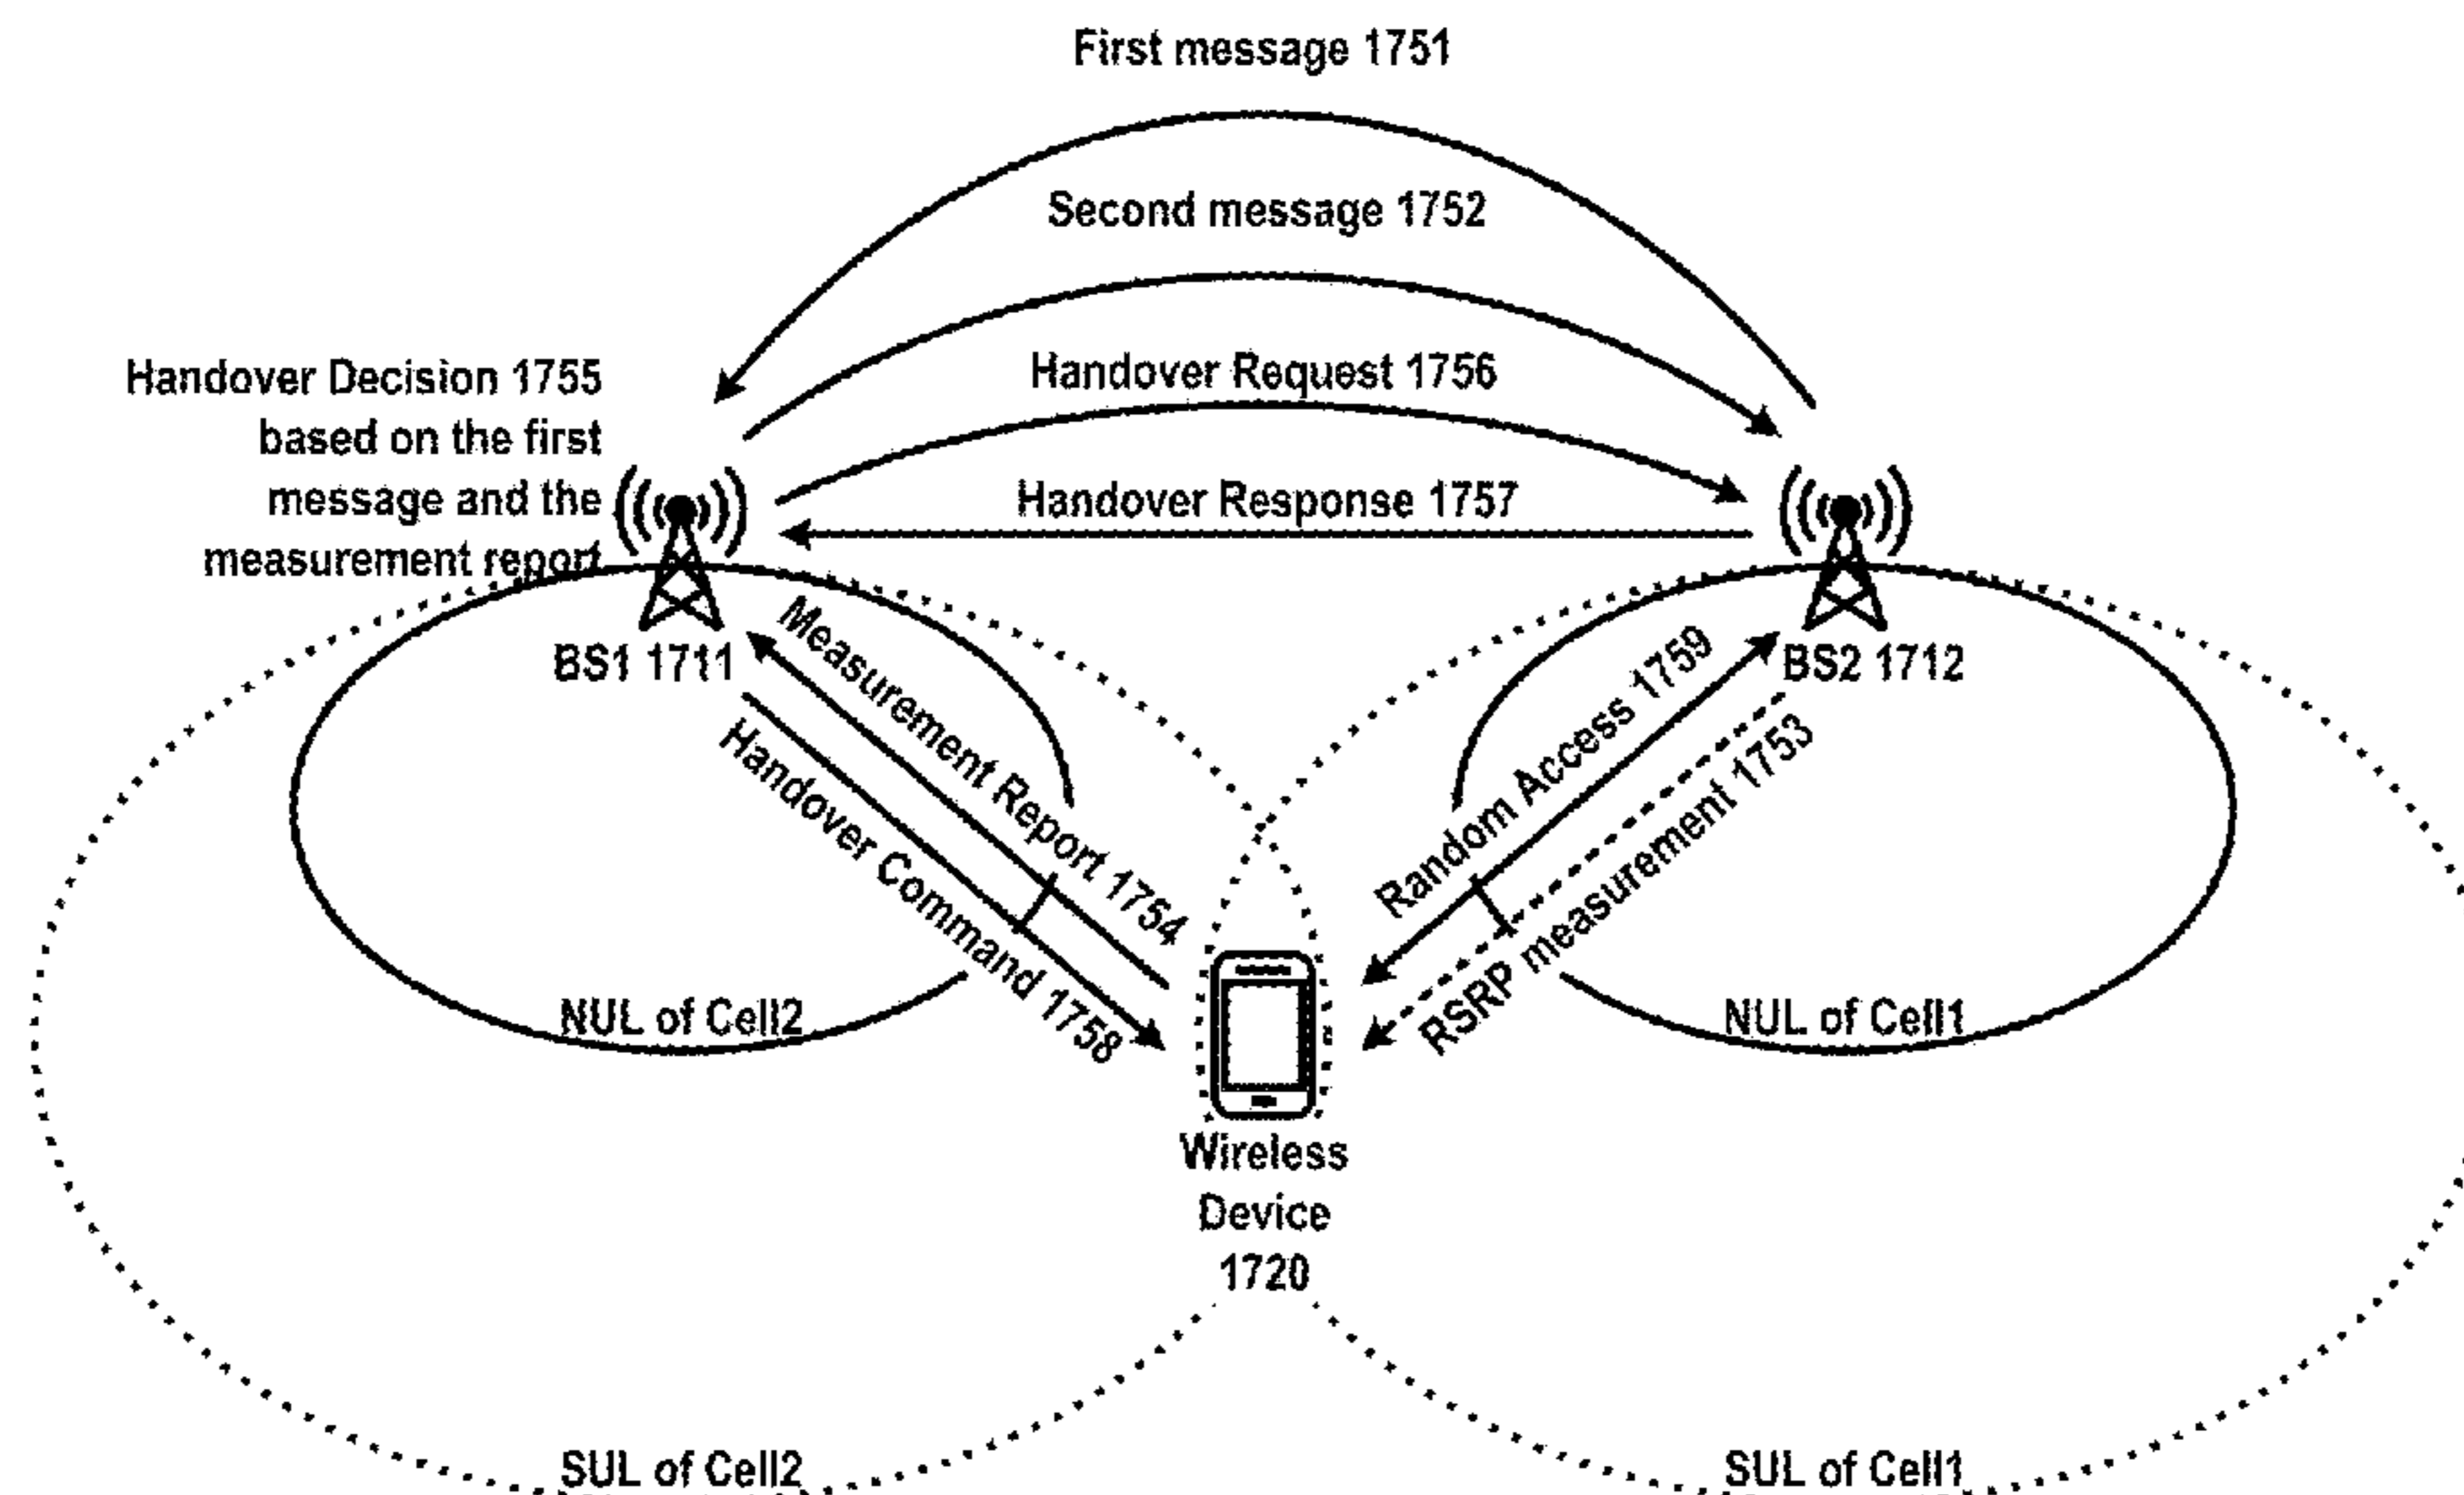 First message 1751
Second message 1752
Handover Request 1756
Handover Response 1757
Handover Decision 1755
based on the first
message and the
measurement report
BS1 1711
BS2 1712
Measurement Report 1754
Handover Command 1758
Random Access 1759
RSRP measurement 1753
NUL of Cell2
NUL of Cell1
Wireless
Device
1720
SUL of Cell2
SUL of Cell1